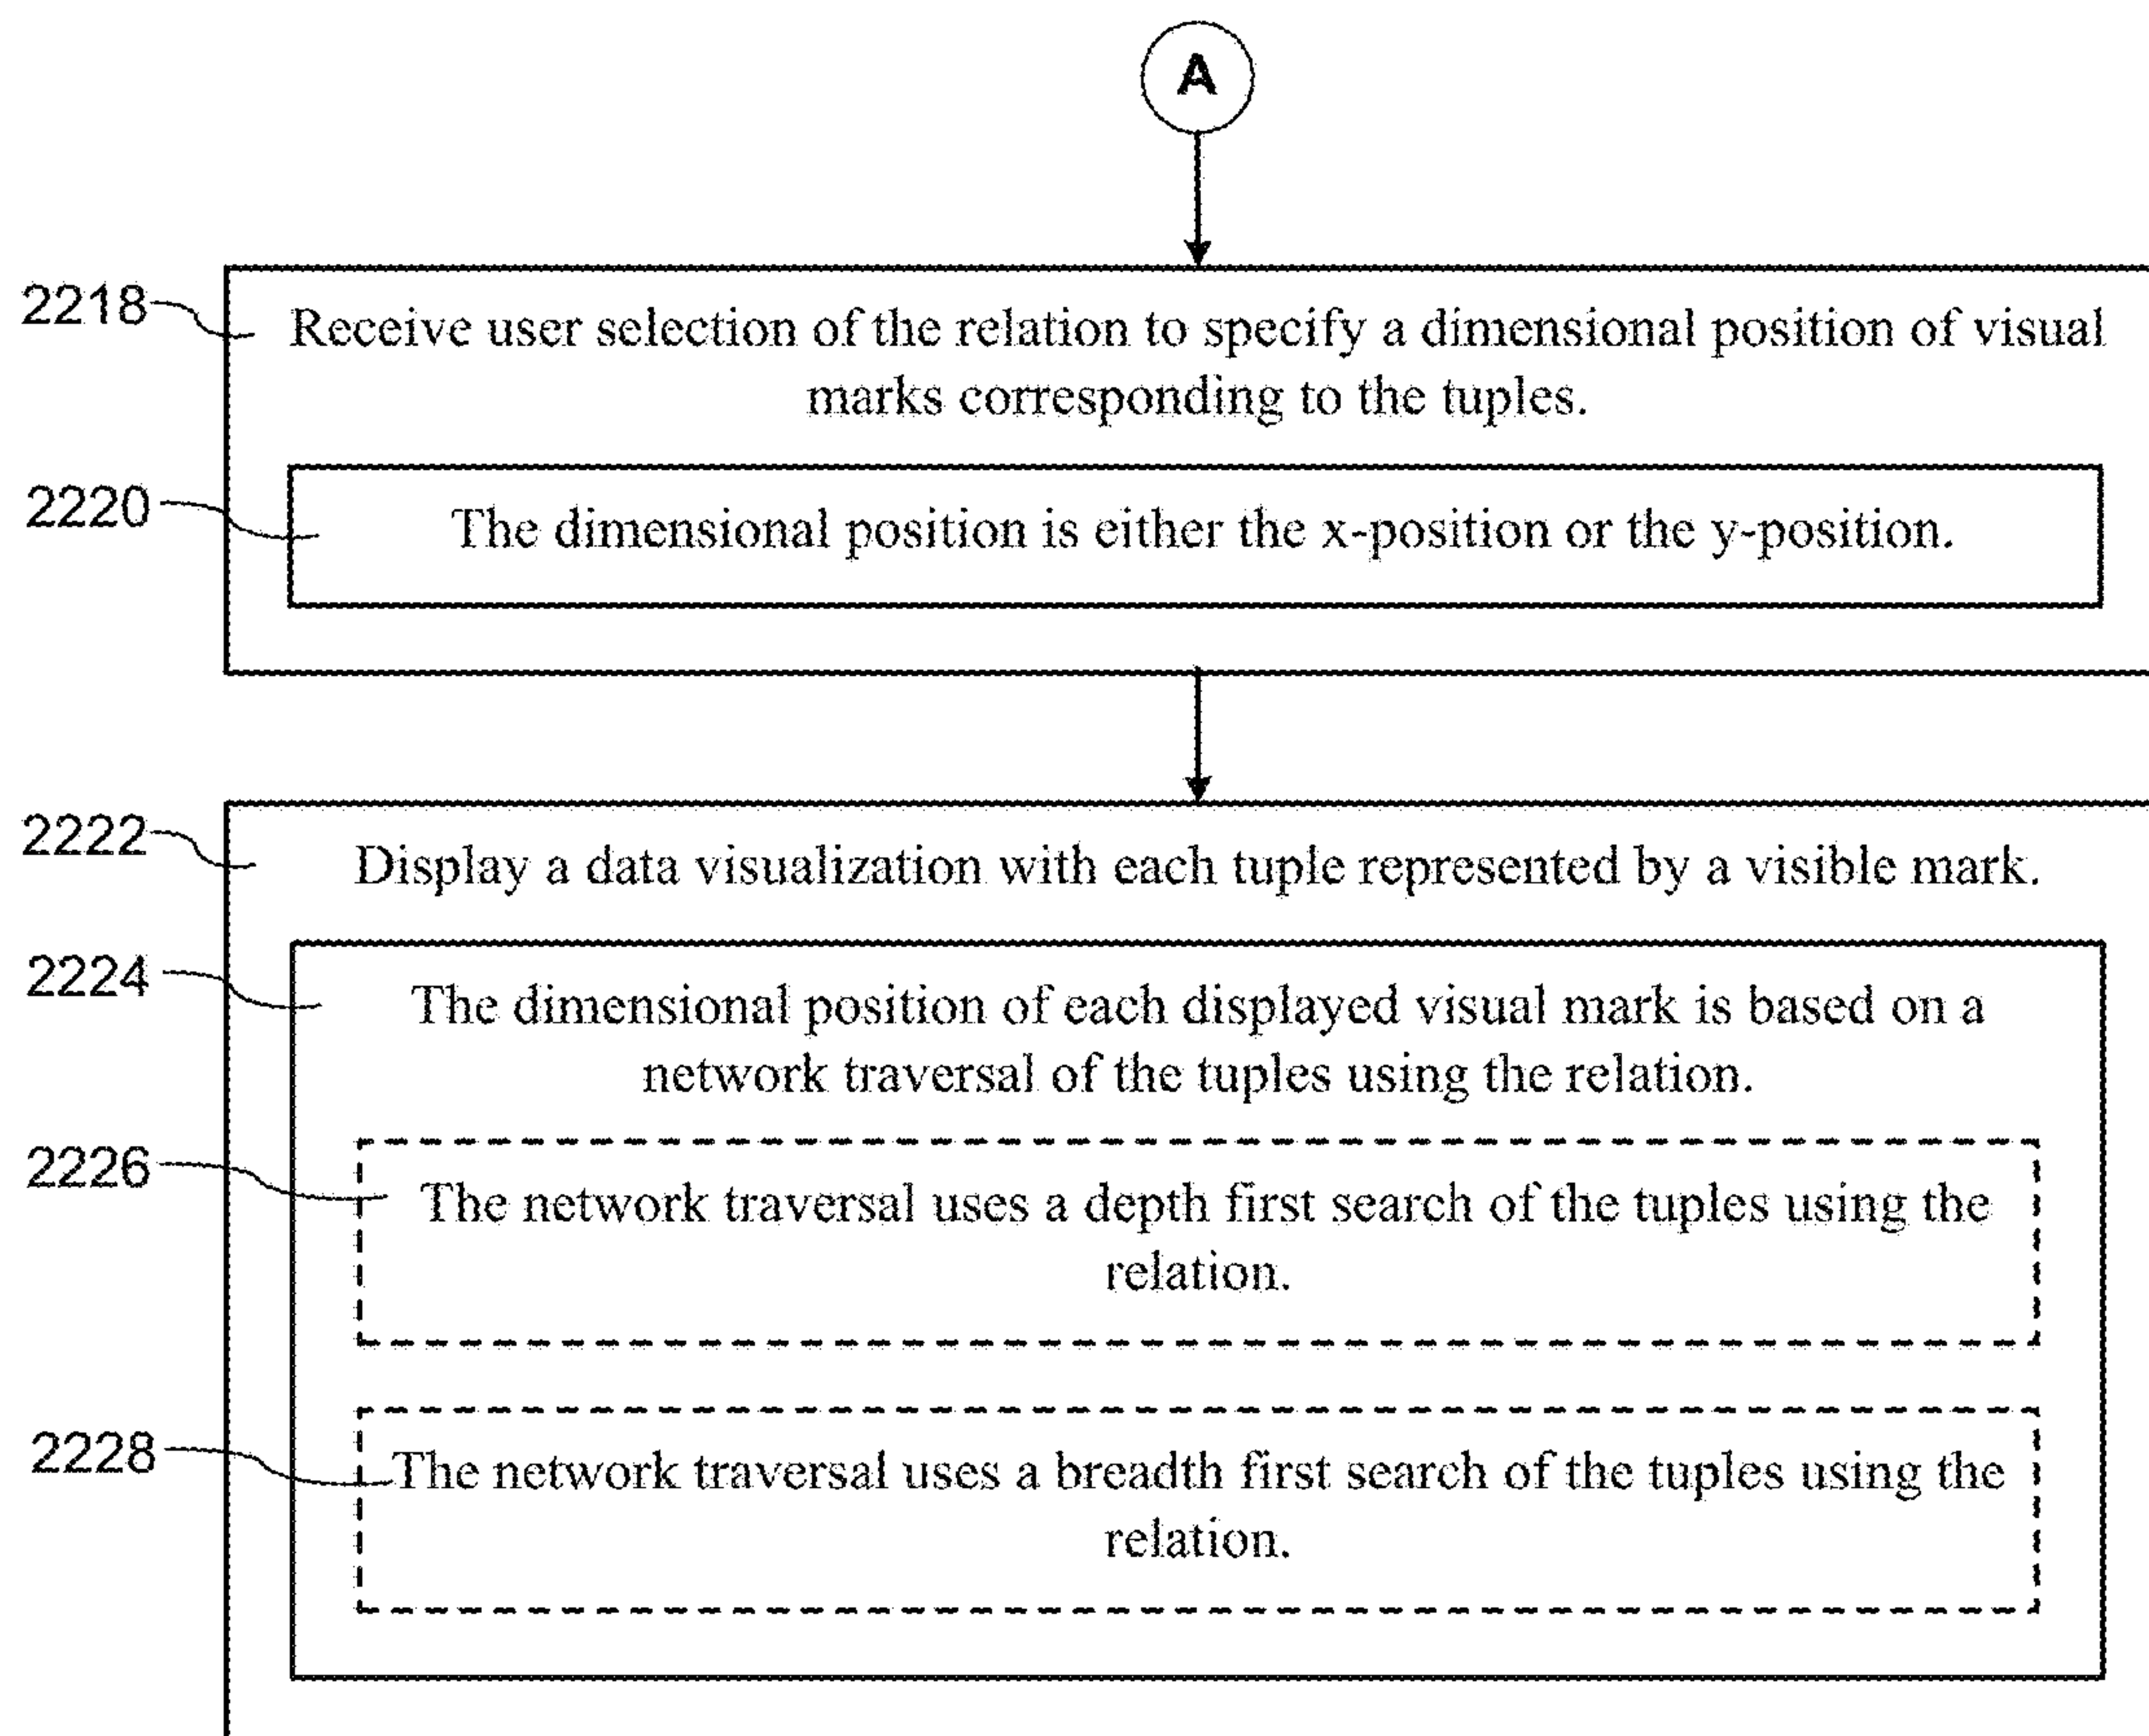 A
2218
Receive user selection of the relation to specify a dimensional position of visual
marks corresponding to the tuples.
2220
The dimensional position is either the x-position or the y-position.
2222
Display a data visualization with each tuple represented by a visible mark.
2224
The dimensional position of each displayed visual mark is based on a
network traversal of the tuples using the relation.
2226
The network traversal uses a depth first search of the tuples using the
relation.
2228
The network traversal uses a breadth first search of the tuples using the
relation.